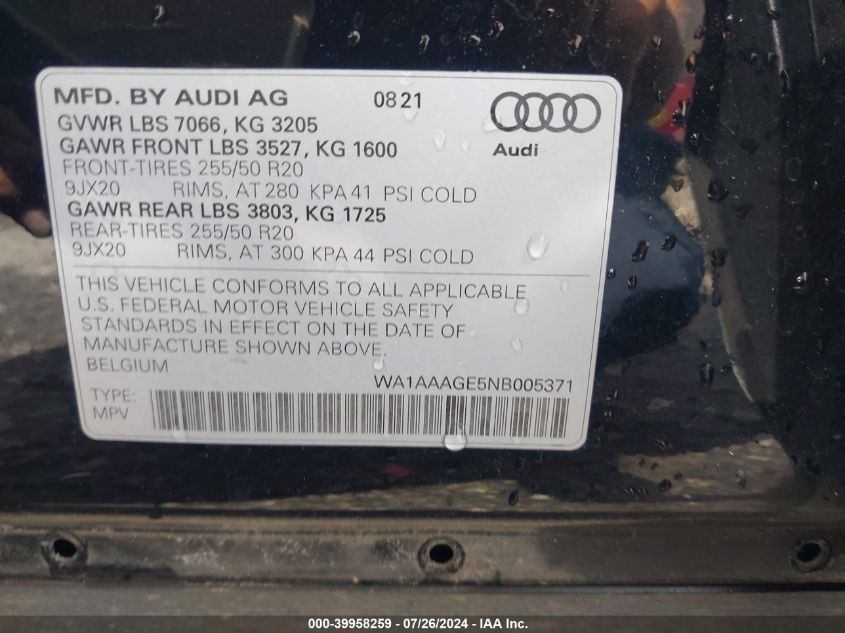 MFD. BY AUDI AG 0821
GVWR LBS 7066, KG 3205
GAWR FRONT LBS 3527, KG 1600
Audi
FRONT-TIRES 255/50 R20
9JX20 RIMS, AT 280 KPA 41 PSI COLD
GAWR REAR LBS 3803, KG 1725
REAR-TIRES 255/50 R20
9JX20 RIMS, AT 300 KPA 44 PSI COLD
THIS VEHICLE CONFORMS TO ALL APPLICABLE
U.S. FEDERAL MOTOR VEHICLE SAFETY
STANDARDS IN EFFECT ON THE DATE OF
MANUFACTURE SHOWN ABOVE.
BELGIUM
WA1AAAGE5NB005371
TYPE:
MPV
000-39958259 - 07/26/2024 - IAA Inc.